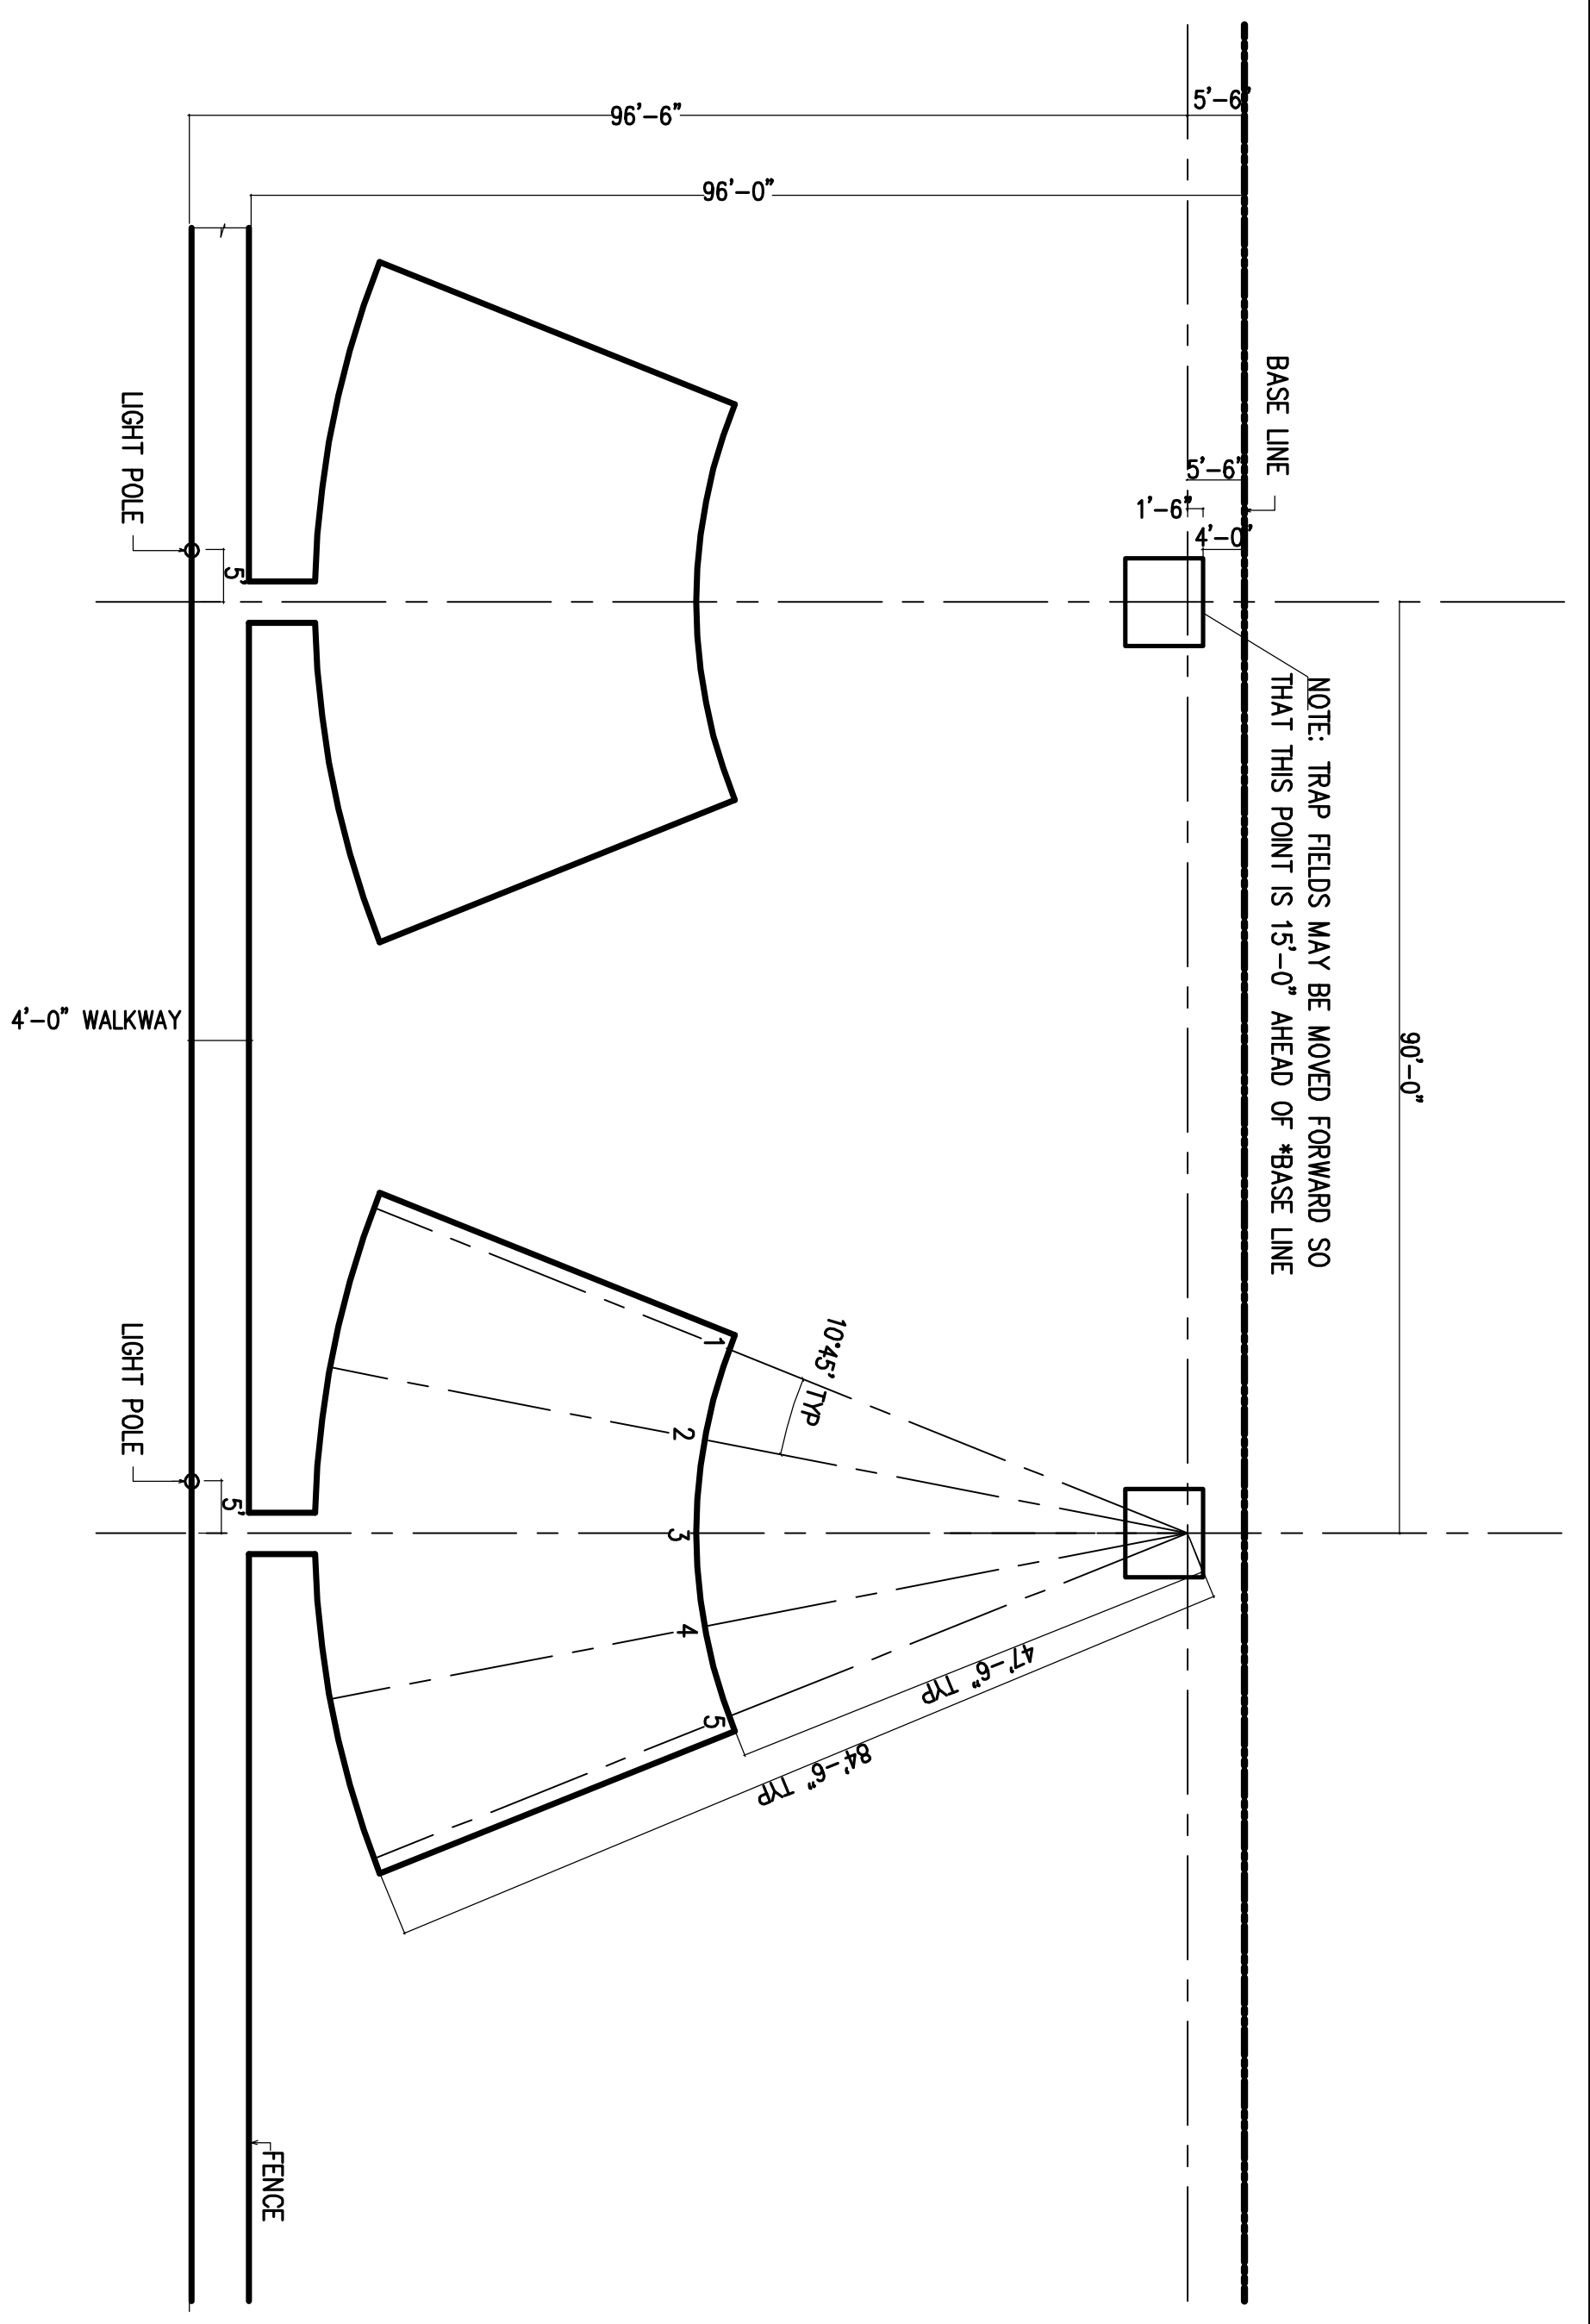 5'-6"
96'-6"
96'-0"
BASE LINE
5'-6"
1'-6"
4'-0"
LIGHT POLE
5'
NOTE: TRAP FIELDS MAY BE MOVED FORWARD SO
THAT THIS POINT IS 15'-0" AHEAD OF *BASE LINE
90'-0"
4'-0" WALKWAY
10°45' TYP
1
2
3
4
5
LIGHT POLE
5'
47'-6" TYP
84'-6" TYP
FENCE